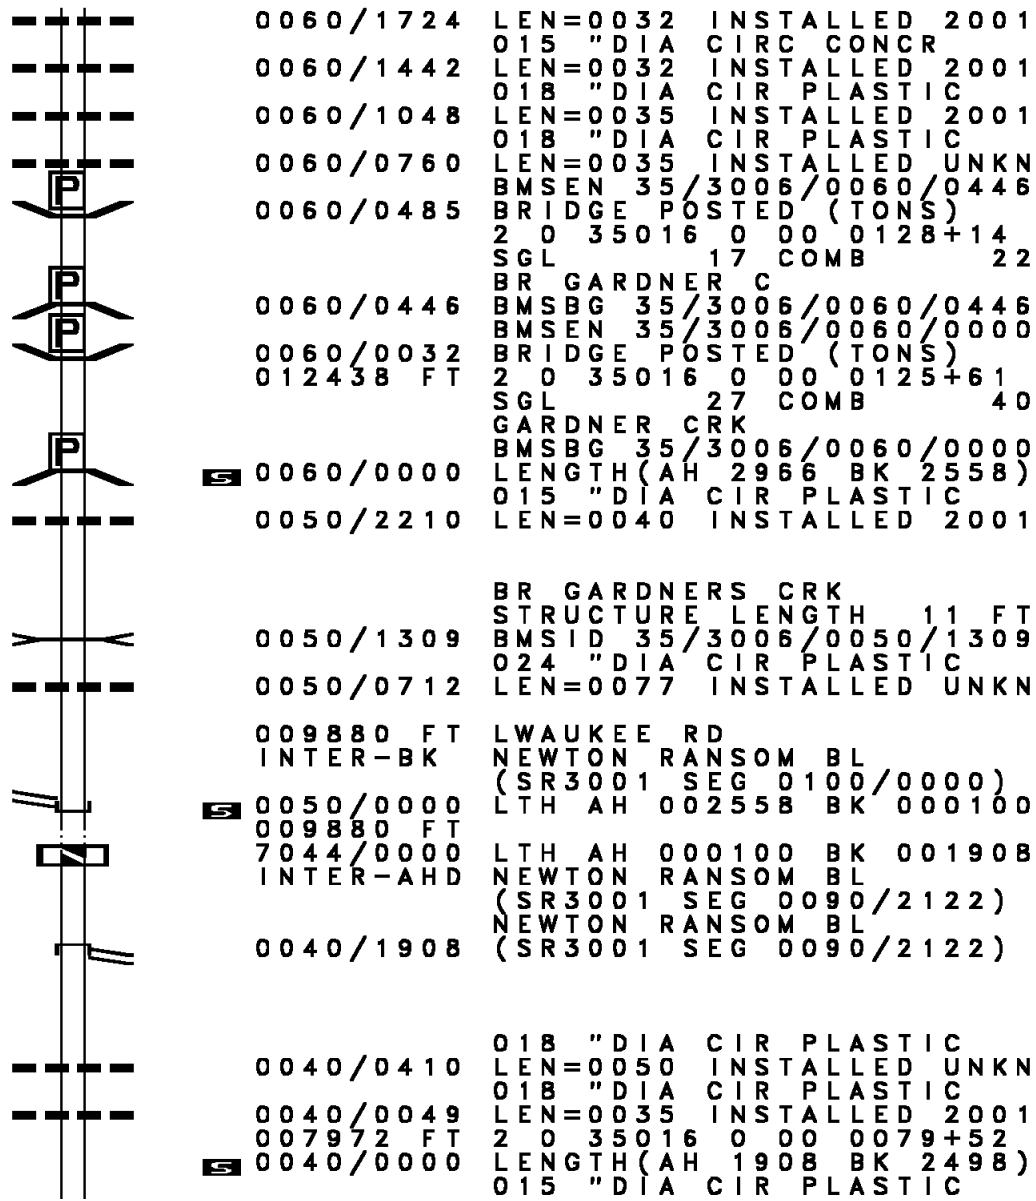 0060/1724 LEN=0032 INSTALLED 2001
015 "DIA CIRC CONCR
0060/1442 LEN=0032 INSTALLED 2001
018 "DIA CIR PLASTIC
0060/1048 LEN=0035 INSTALLED 2001
018 "DIA CIR PLASTIC
0060/0760 LEN=0035 INSTALLED UNKN
P BMSEN 35/3006/0060/0446
0060/0485 BRIDGE POSTED (TONS)
2 0 35016 0 00 0128+14
SGL 17 COMB 22
P BR GARDNER C
0060/0446 BMSBG 35/3006/0060/0446
P BMSEN 35/3006/0060/0000
0060/0032 BRIDGE POSTED (TONS)
012438 FT 2 0 35016 0 00 0125+61
SGL 27 COMB 40
GARDNER CRK
P BMSBG 35/3006/0060/0000
S 0060/0000 LENGTH(AH 2966 BK 2558)
015 "DIA CIR PLASTIC
0050/2210 LEN=0040 INSTALLED 2001
BR GARDNERS CRK
STRUCTURE LENGTH 11 FT
0050/1309 BMSID 35/3006/0050/1309
024 "DIA CIR PLASTIC
0050/0712 LEN=0077 INSTALLED UNKN
009880 FT LWAUKEE RD
INTER-BK NEWTON RANSOM BL
(SR3001 SEG 0100/0000)
S 0050/0000 LTH AH 002558 BK 000100
009880 FT
7044/0000 LTH AH 000100 BK 001908
INTER-AHD NEWTON RANSOM BL
(SR3001 SEG 0090/2122)
NEWTON RANSOM BL
0040/1908 (SR3001 SEG 0090/2122)
018 "DIA CIR PLASTIC
0040/0410 LEN=0050 INSTALLED UNKN
018 "DIA CIR PLASTIC
0040/0049 LEN=0035 INSTALLED 2001
007972 FT 2 0 35016 0 00 0079+52
S 0040/0000 LENGTH(AH 1908 BK 2498)
015 "DIA CIR PLASTIC